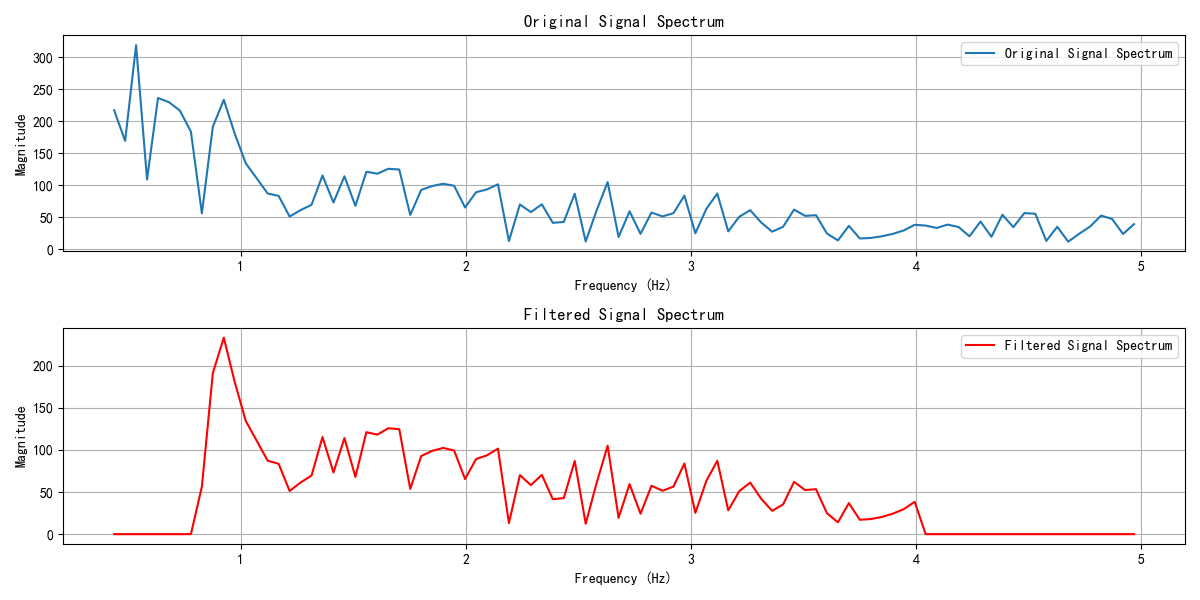 Original Signal Spectrum
Original Signal Spectrum
Magnitude
300
250
200
150
100
50
0
1
2
3
4
5
Frequency (Hz)
Filtered Signal Spectrum
Filtered Signal Spectrum
Magnitude
200
150
100
50
0
1
2
3
4
5
Frequency (Hz)